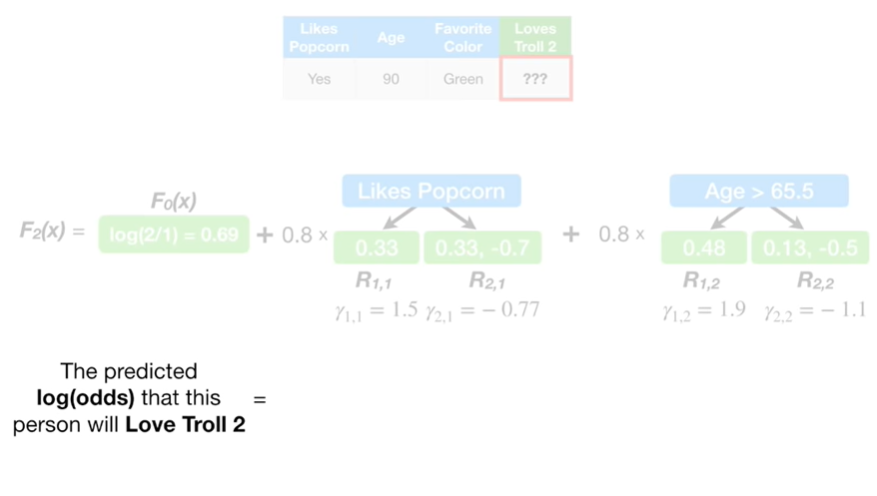 Likes Popcorn Age Favorite Color Loves Troll 2
Yes 90 Green ???
F₀(x)
Likes Popcorn
Age > 65.5
F₂(x) = log(2/1) = 0.69 + 0.8 × 0.33 0.33, -0.7 + 0.8 × 0.48 0.13, -0.5
R₁,₁ R₂,₁ R₁,₂ R₂,₂
γ₁,₁ = 1.5 γ₂,₁ = − 0.77 γ₁,₂ = 1.9 γ₂,₂ = − 1.1
The predicted
log(odds) that this =
person will Love Troll 2